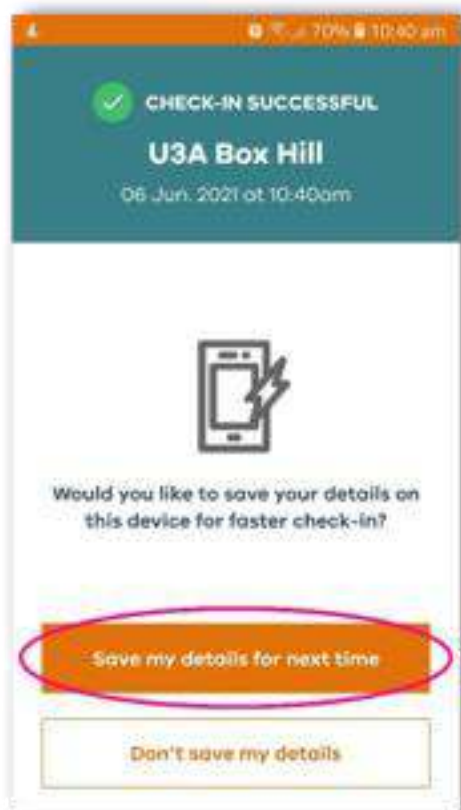 70% 10:40 am
CHECK-IN SUCCESSFUL
U3A Box Hill
06 Jun. 2021 at 10:40am
Would you like to save your details on
this device for faster check-in?
Save my details for next time
Don't save my details